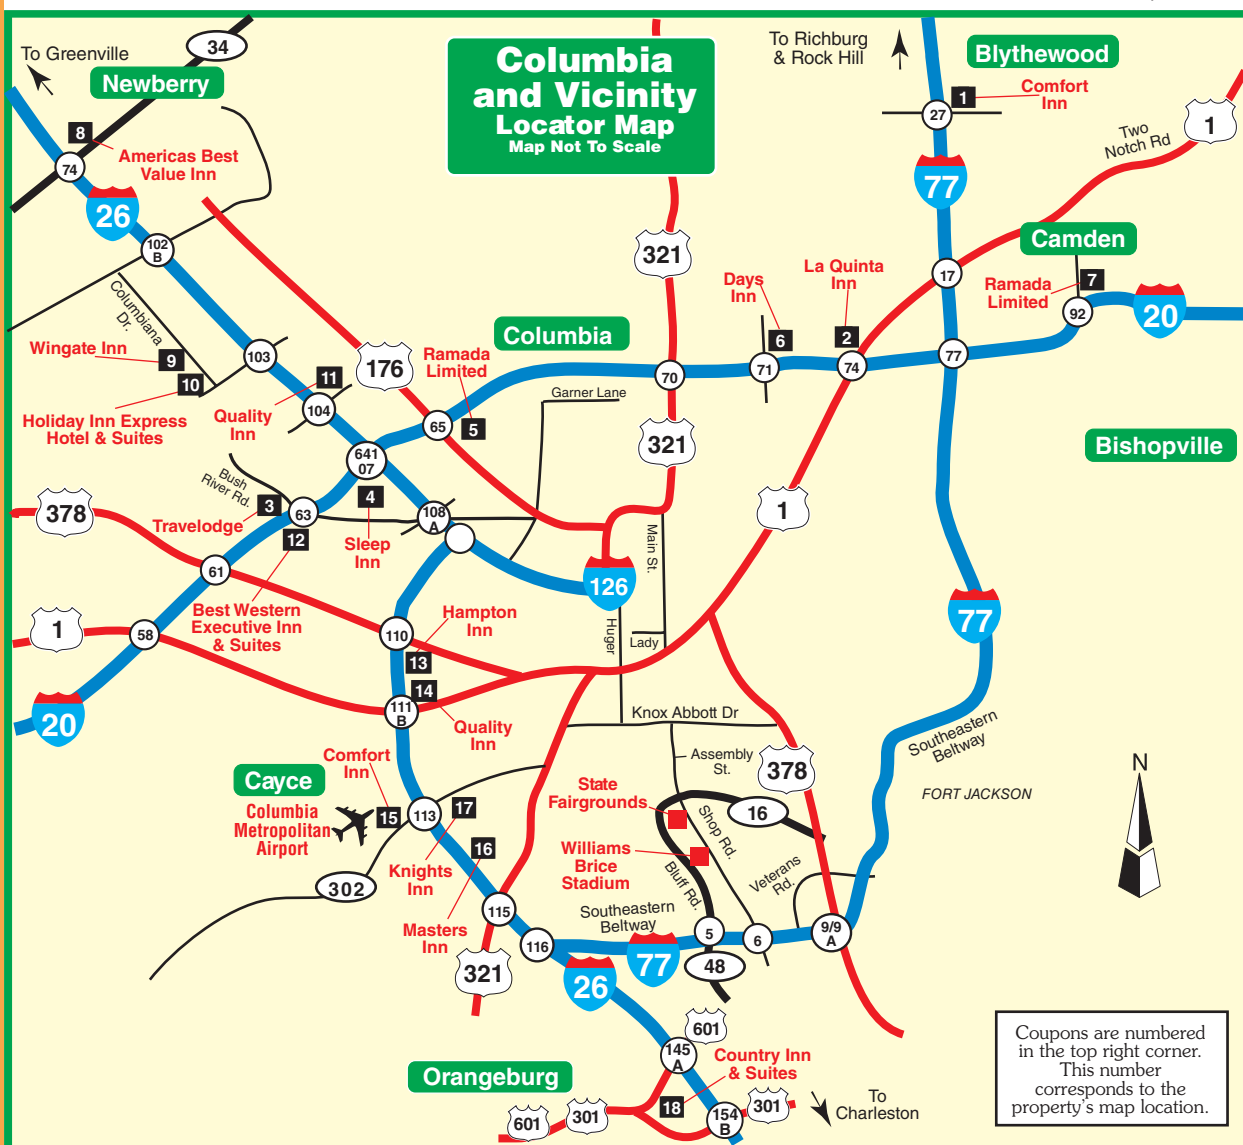 Columbia
and Vicinity
Locator Map
Map Not To Scale
To Greenville
34
Newberry
8
Americas Best
Value Inn
74
26
102
B
Columbiana
Dr.
Wingate Inn
9
10
Holiday Inn Express
Hotel & Suites
103
11
Quality
Inn
104
176
Ramada
Limited
5
65
Columbia
Garner Lane
321
70
321
Days
Inn
6
71
La Quinta
Inn
2
74
To Richburg
& Rock Hill
Blythewood
1
Comfort
Inn
27
77
Two
Notch Rd
1
17
Camden
Ramada
Limited
7
92
20
77
Bishopville
641
07
Bush
River Rd.
378
3
Travelodge
63
12
4
Sleep
Inn
108
A
61
Best Western
Executive Inn
& Suites
1
58
20
126
Main St.
Huger
Lady
1
77
110
Hampton
Inn
13
14
111
B
Quality
Inn
Knox Abbott Dr
Assembly
St.
378
Southeastern
Beltway
FORT JACKSON
N
Comfort
Inn
Cayce
Columbia
Metropolitan
Airport
15
113
17
Knights
Inn
16
Masters
Inn
302
State
Fairgrounds
16
Shop Rd.
Williams
Brice
Stadium
Bluff Rd.
Veterans
Rd.
Southeastern
Beltway
115
116
321
77
26
5
6
9/9
A
48
601
145
A
Country Inn
& Suites
18
Orangeburg
601
301
154
B
301
To
Charleston
Coupons are numbered
in the top right corner.
This number
corresponds to the
property's map location.